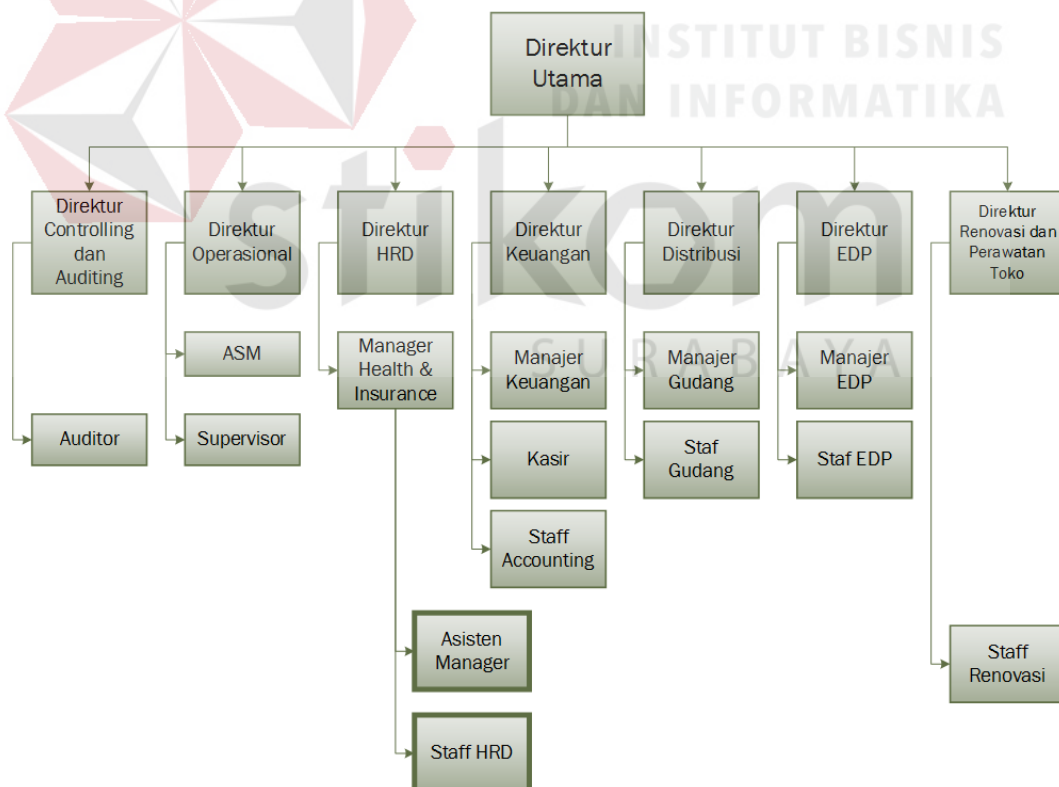 INSTITUT BISNIS
DAN INFORMATIKA
stikom
SURABAYA
Direktur
Utama
Direktur
Controlling
dan
Auditing
Direktur
Operasional
Direktur
HRD
Direktur
Keuangan
Direktur
Distribusi
Direktur
EDP
Direktur
Renovasi dan
Perawatan
Toko
ASM
Manager
Health &
Insurance
Manajer
Keuangan
Manajer
Gudang
Manajer
EDP
Auditor
Supervisor
Kasir
Staf
Gudang
Staf EDP
Staff
Accounting
Asisten
Manager
Staff
Renovasi
Staff HRD